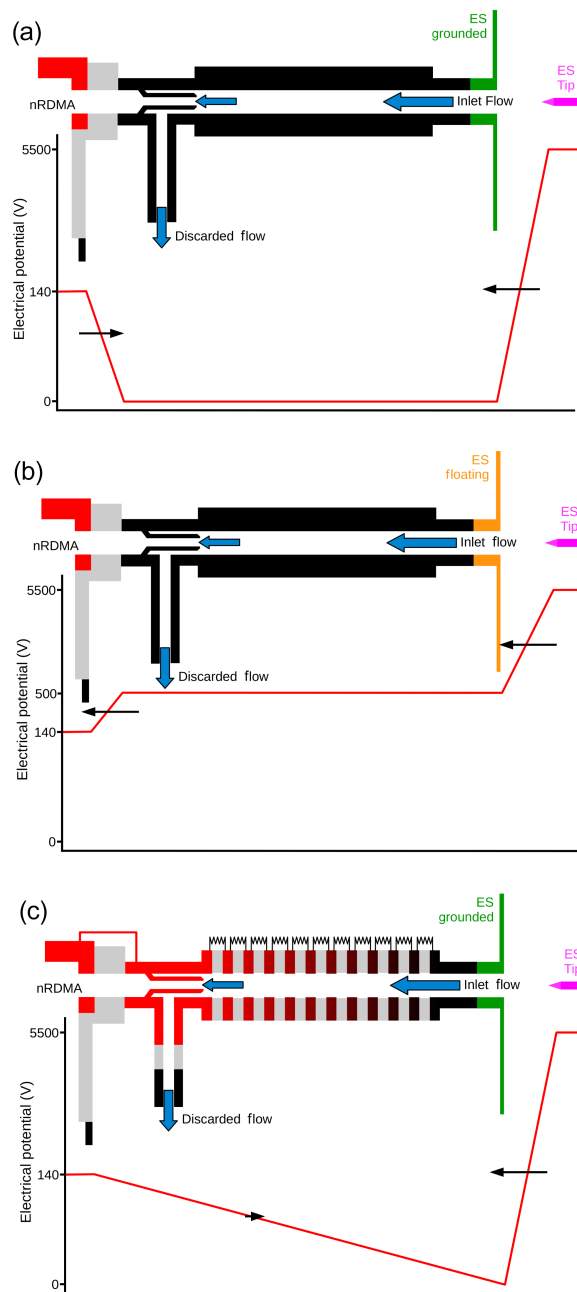 (a)
ES
grounded
ES
Tip
nRDMA
Inlet Flow
5500
Discarded flow
Electrical potential (V)
140
0
(b)
ES
floating
ES
Tip
nRDMA
Inlet flow
5500
Discarded flow
Electrical potential (V)
500
140
0
(c)
ES
grounded
ES
Tip
nRDMA
Inlet flow
5500
Discarded flow
Electrical potential (V)
140
0